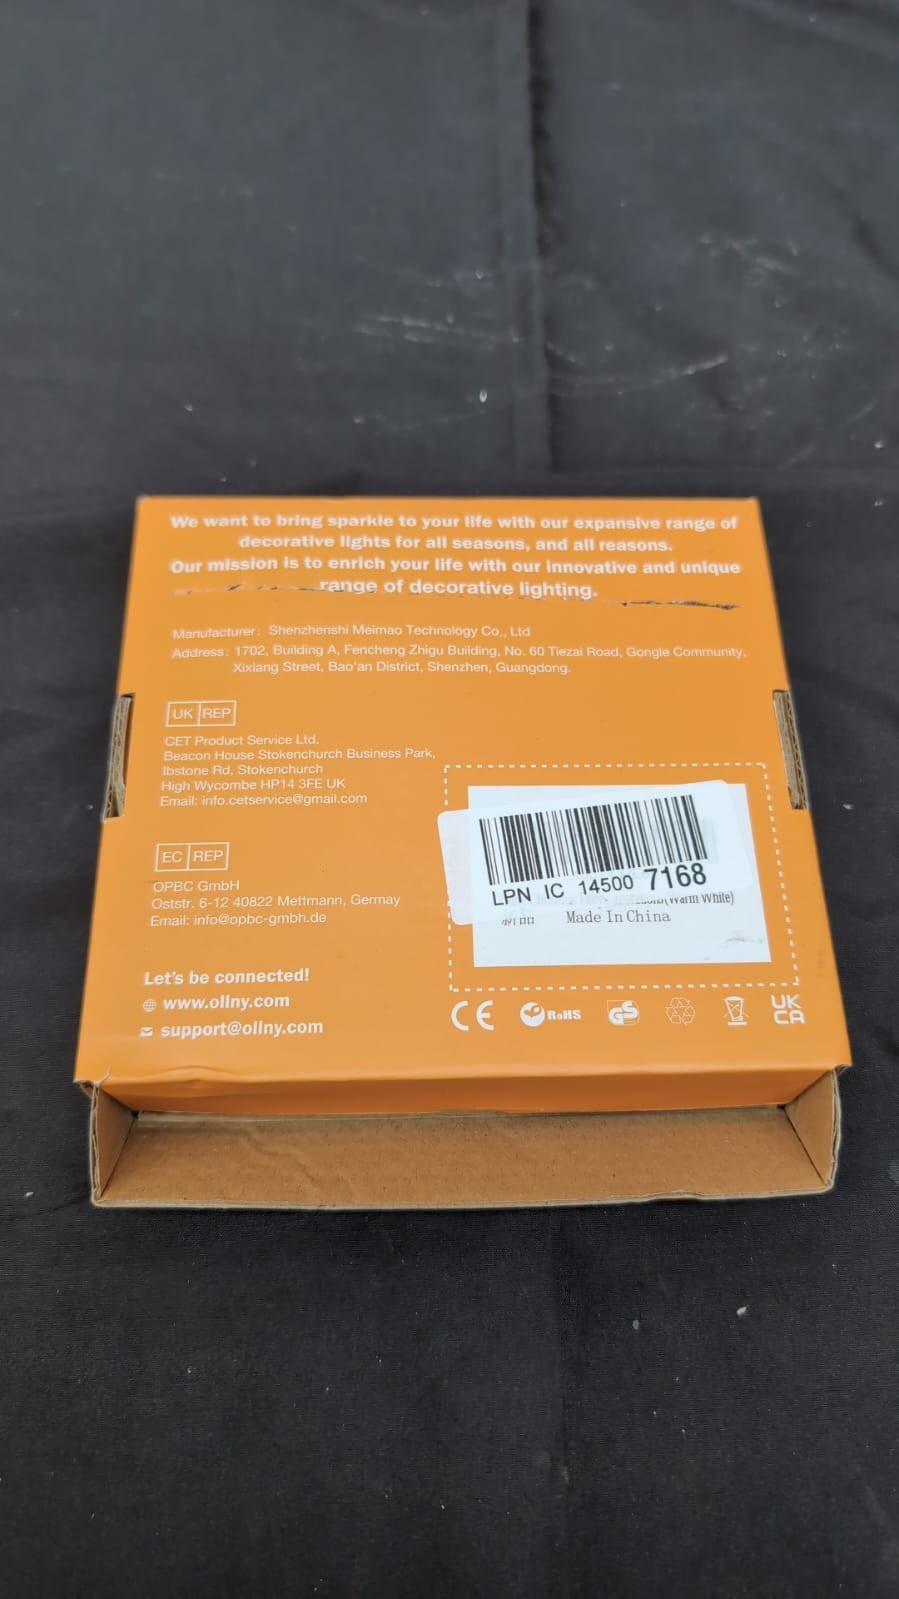 We want to bring sparkle to your life with our expansive range of
decorative lights for all seasons, and all reasons.
Our mission is to enrich your life with our innovative and unique
range of decorative lighting.
Manufacturer: Shenzhenshi Meimao Technology Co., Ltd
Address: 1702, Building A, Fencheng Zhigu Building, No. 60 Tiezai Road, Gongle Community,
Xixiang Street, Bao'an District, Shenzhen, Guangdong.
UK REP
CET Product Service Ltd.
Beacon House Stokenchurch Business Park,
Ibstone Rd, Stokenchurch
High Wycombe HP14 3FE UK
Email: info.cetservice@gmail.com
EC REP
OPBC GmbH
Oststr. 6-12 40822 Mettmann, Germay
Email: info@opbc-gmbh.de
Let's be connected!
www.ollny.com
support@ollny.com
LPN IC 14500 7168
(Warm White)
Made In China
CE RoHS GS UK
CA